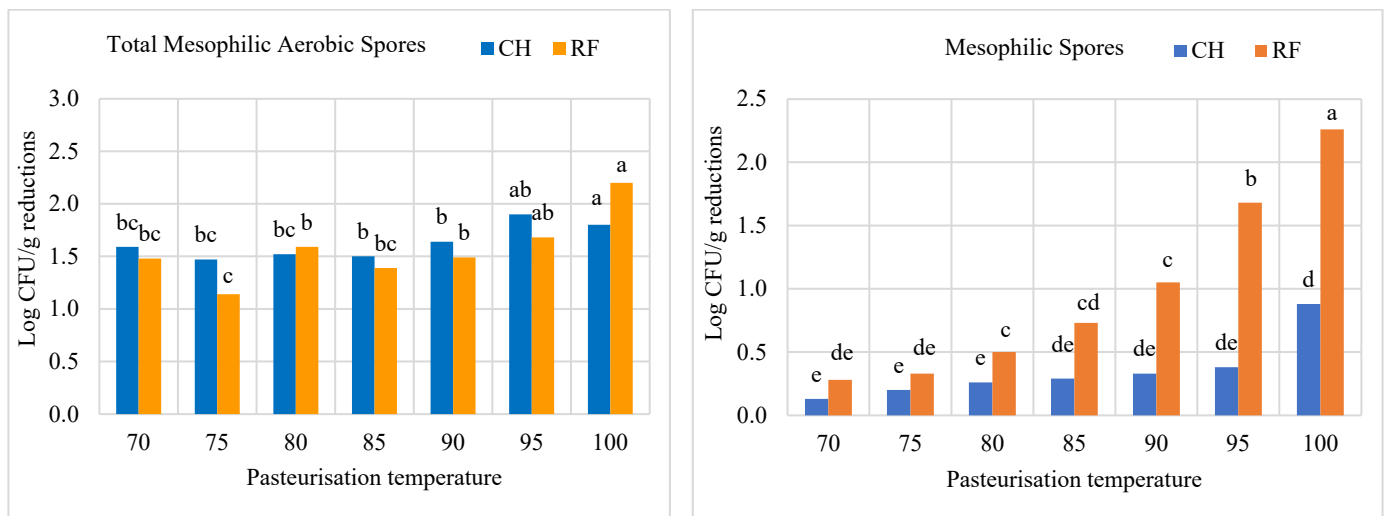 Total Mesophilic Aerobic Spores CH RF
Log CFU/g reductions
3.0
2.5
2.0
1.5
1.0
0.5
0.0
bc bc bc c bc b b bc b b ab ab a a
70 75 80 85 90 95 100
Pasteurisation temperature
Mesophilic Spores CH RF
Log CFU/g reductions
2.5
2.0
1.5
1.0
0.5
0.0
e de e de e c de cd de c de b d a
70 75 80 85 90 95 100
Pasteurisation temperature